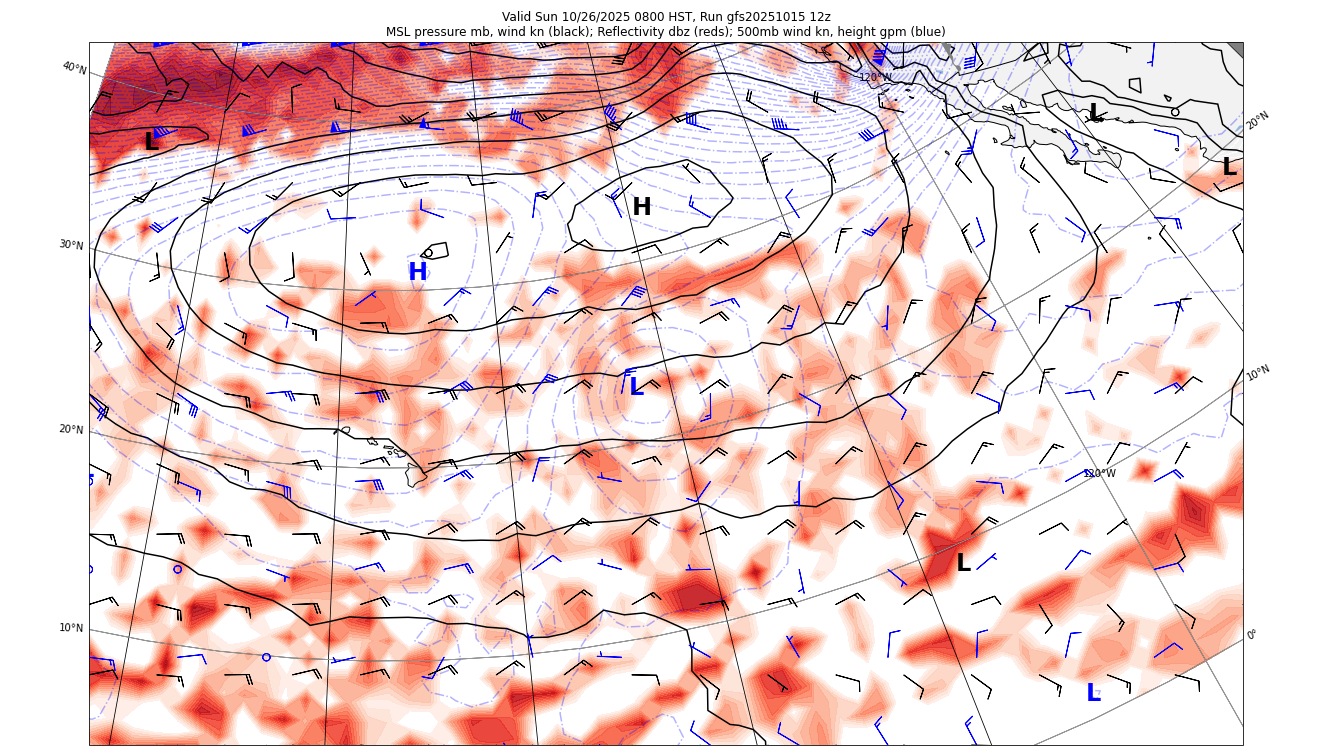 Valid Sun 10/26/2025 0800 HST, Run gfs20251015 12z
MSL pressure mb, wind kn (black); Reflectivity dbz (reds); 500mb wind kn, height gpm (blue)
40°N
120°W
L
20°N
L
L
H
30°N
H
L
10°N
20°N
120°W
L
10°N
0°
L